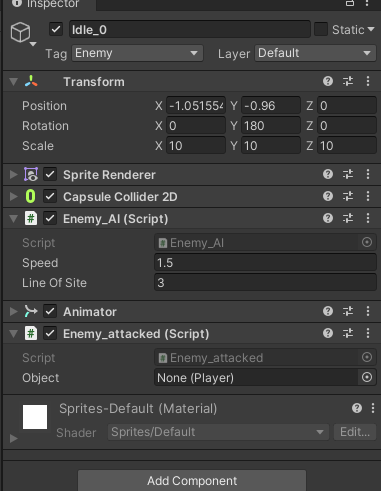 Inspector
Idle_0
Static
Tag Enemy Layer Default
Transform
Position X -1.051554 Y -0.96 Z 0
Rotation X 0 Y 180 Z 0
Scale X 10 Y 10 Z 10
Sprite Renderer
Capsule Collider 2D
Enemy_AI (Script)
Script Enemy_AI
Speed 1.5
Line Of Site 3
Animator
Enemy_attacked (Script)
Script Enemy_attacked
Object None (Player)
Sprites-Default (Material)
Shader Sprites/Default Edit...
Add Component